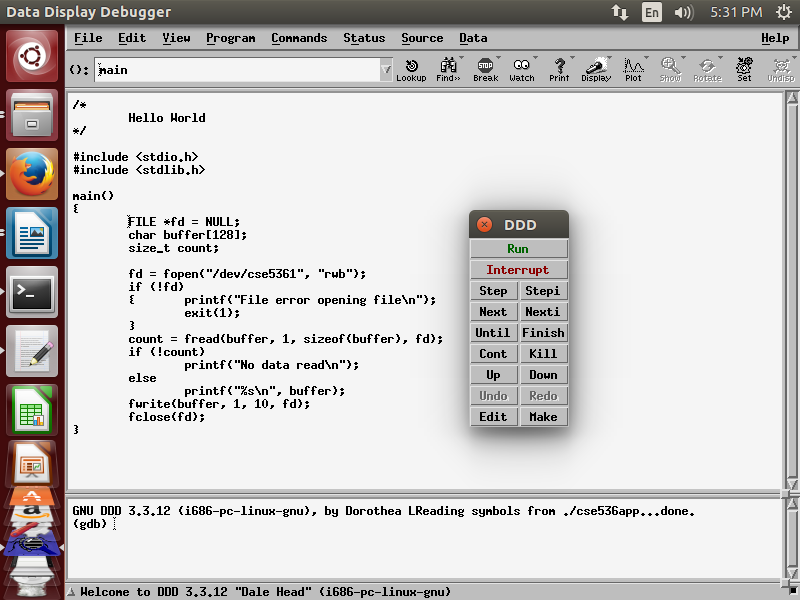 Data Display Debugger
En
5:31 PM
File Edit View Program Commands Status Source Data Help
():
main
Lookup Find>> Break Watch Print Display Plot Show Rotate Set Undisp
STOP
/*
Hello World
*/
#include <stdio.h>
#include <stdlib.h>
main()
{
FILE *fd = NULL;
char buffer[128];
size_t count;
fd = fopen("/dev/cse5361", "rwb");
if (!fd)
{ printf("File error opening file\n");
exit(1);
}
count = fread(buffer, 1, sizeof(buffer), fd);
if (!count)
printf("No data read\n");
else
printf("%s\n", buffer);
fwrite(buffer, 1, 10, fd);
fclose(fd);
}
DDD
Run
Interrupt
Step Stepi
Next Nexti
Until Finish
Cont Kill
Up Down
Undo Redo
Edit Make
GNU DDD 3.3.12 (i686-pc-linux-gnu), by Dorothea LReading symbols from ./cse536app...done.
(gdb)
Welcome to DDD 3.3.12 "Dale Head" (i686-pc-linux-gnu)